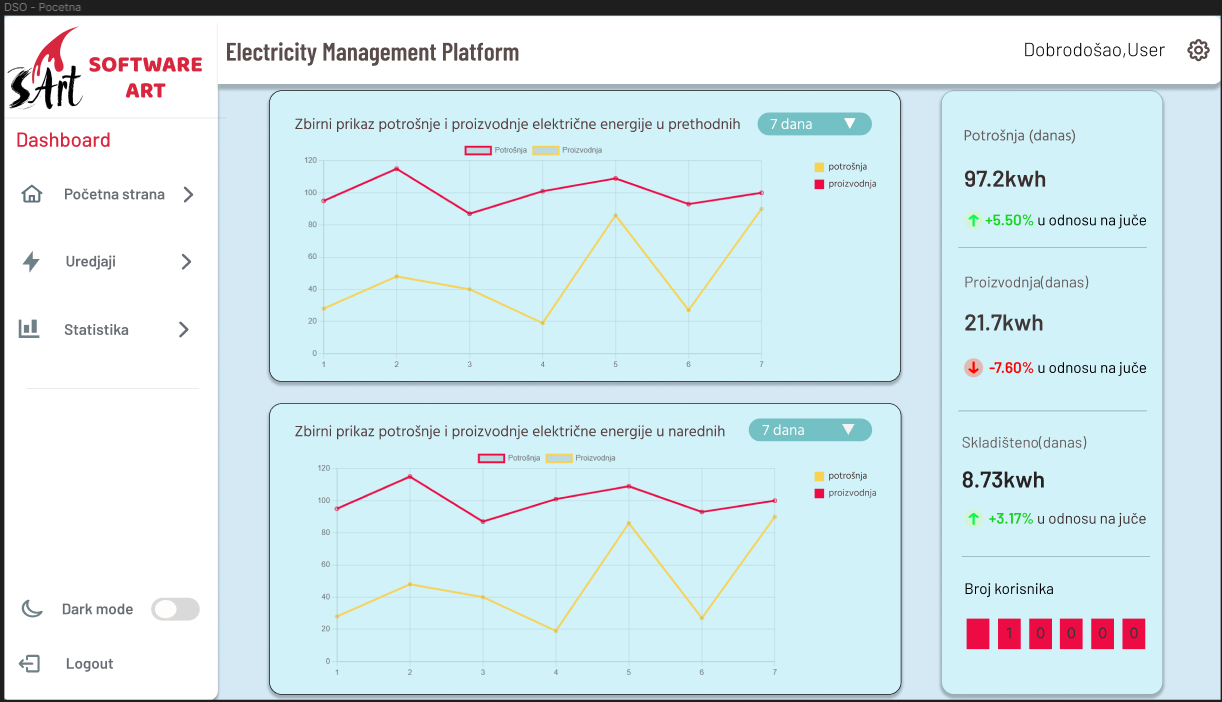 DSO - Pocetna
SArt
SOFTWARE
ART
Electricity Management Platform
Dobrodošao,User
Dashboard
Početna strana
Uredjaji
Statistika
Dark mode
Logout
Zbirni prikaz potrošnje i proizvodnje električne energije u prethodnih
7 dana
Potrošnja Proizvodnja
potrošnja
proizvodnja
120
100
80
60
40
20
0
1 2 3 4 5 6 7
Zbirni prikaz potrošnje i proizvodnje električne energije u narednih
7 dana
Potrošnja Proizvodnja
potrošnja
proizvodnja
120
100
80
60
40
20
0
1 2 3 4 5 6 7
Potrošnja (danas)
97.2kwh
+5.50% u odnosu na juče
Proizvodnja(danas)
21.7kwh
-7.60% u odnosu na juče
Skladišteno(danas)
8.73kwh
+3.17% u odnosu na juče
Broj korisnika
1 0 0 0 0